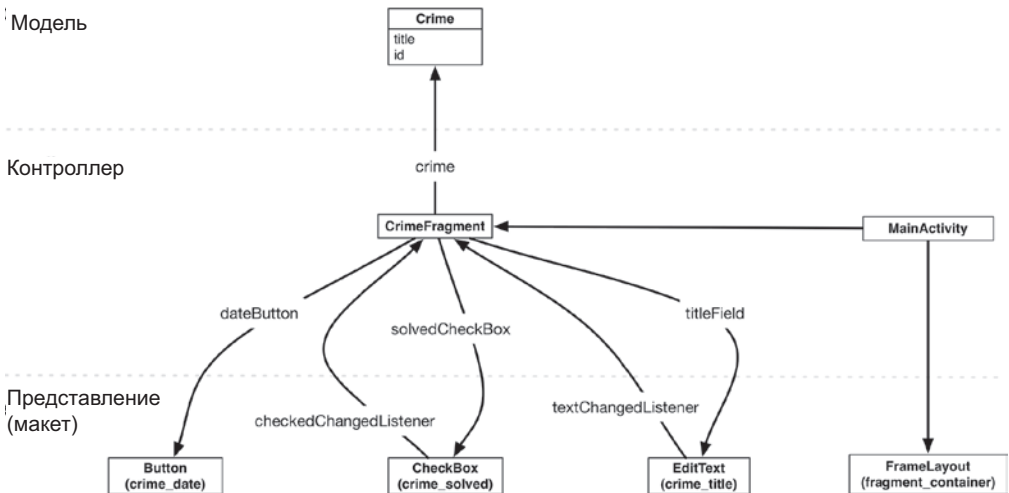 Модель
Crime
title
id
Контроллер
crime
CrimeFragment
MainActivity
dateButton
solvedCheckBox
titleField
Представление
(макет)
checkedChangedListener
textChangedListener
Button
(crime_date)
CheckBox
(crime_solved)
EditText
(crime_title)
FrameLayout
(fragment_container)